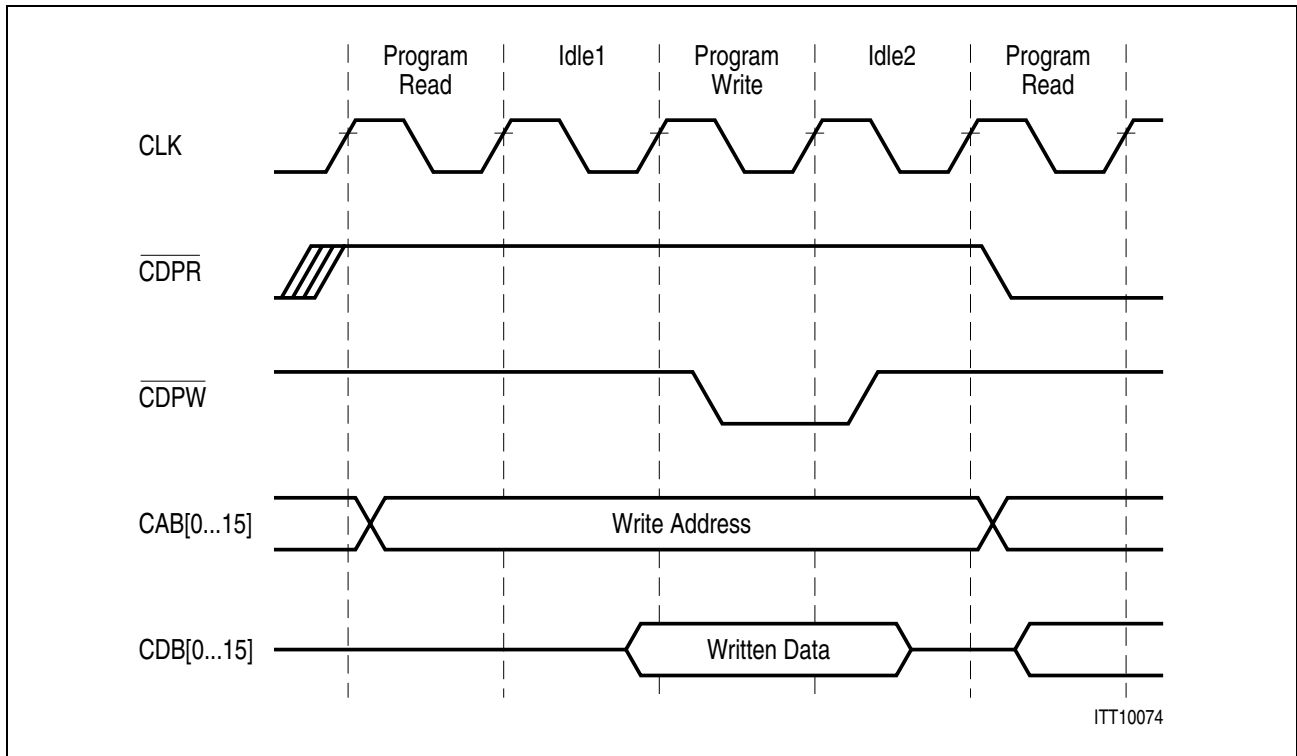 Program Read
Idle1
Program Write
Idle2
Program Read
CLK
CDPR
CDPW
CAB[0...15]
Write Address
CDB[0...15]
Written Data
ITT10074